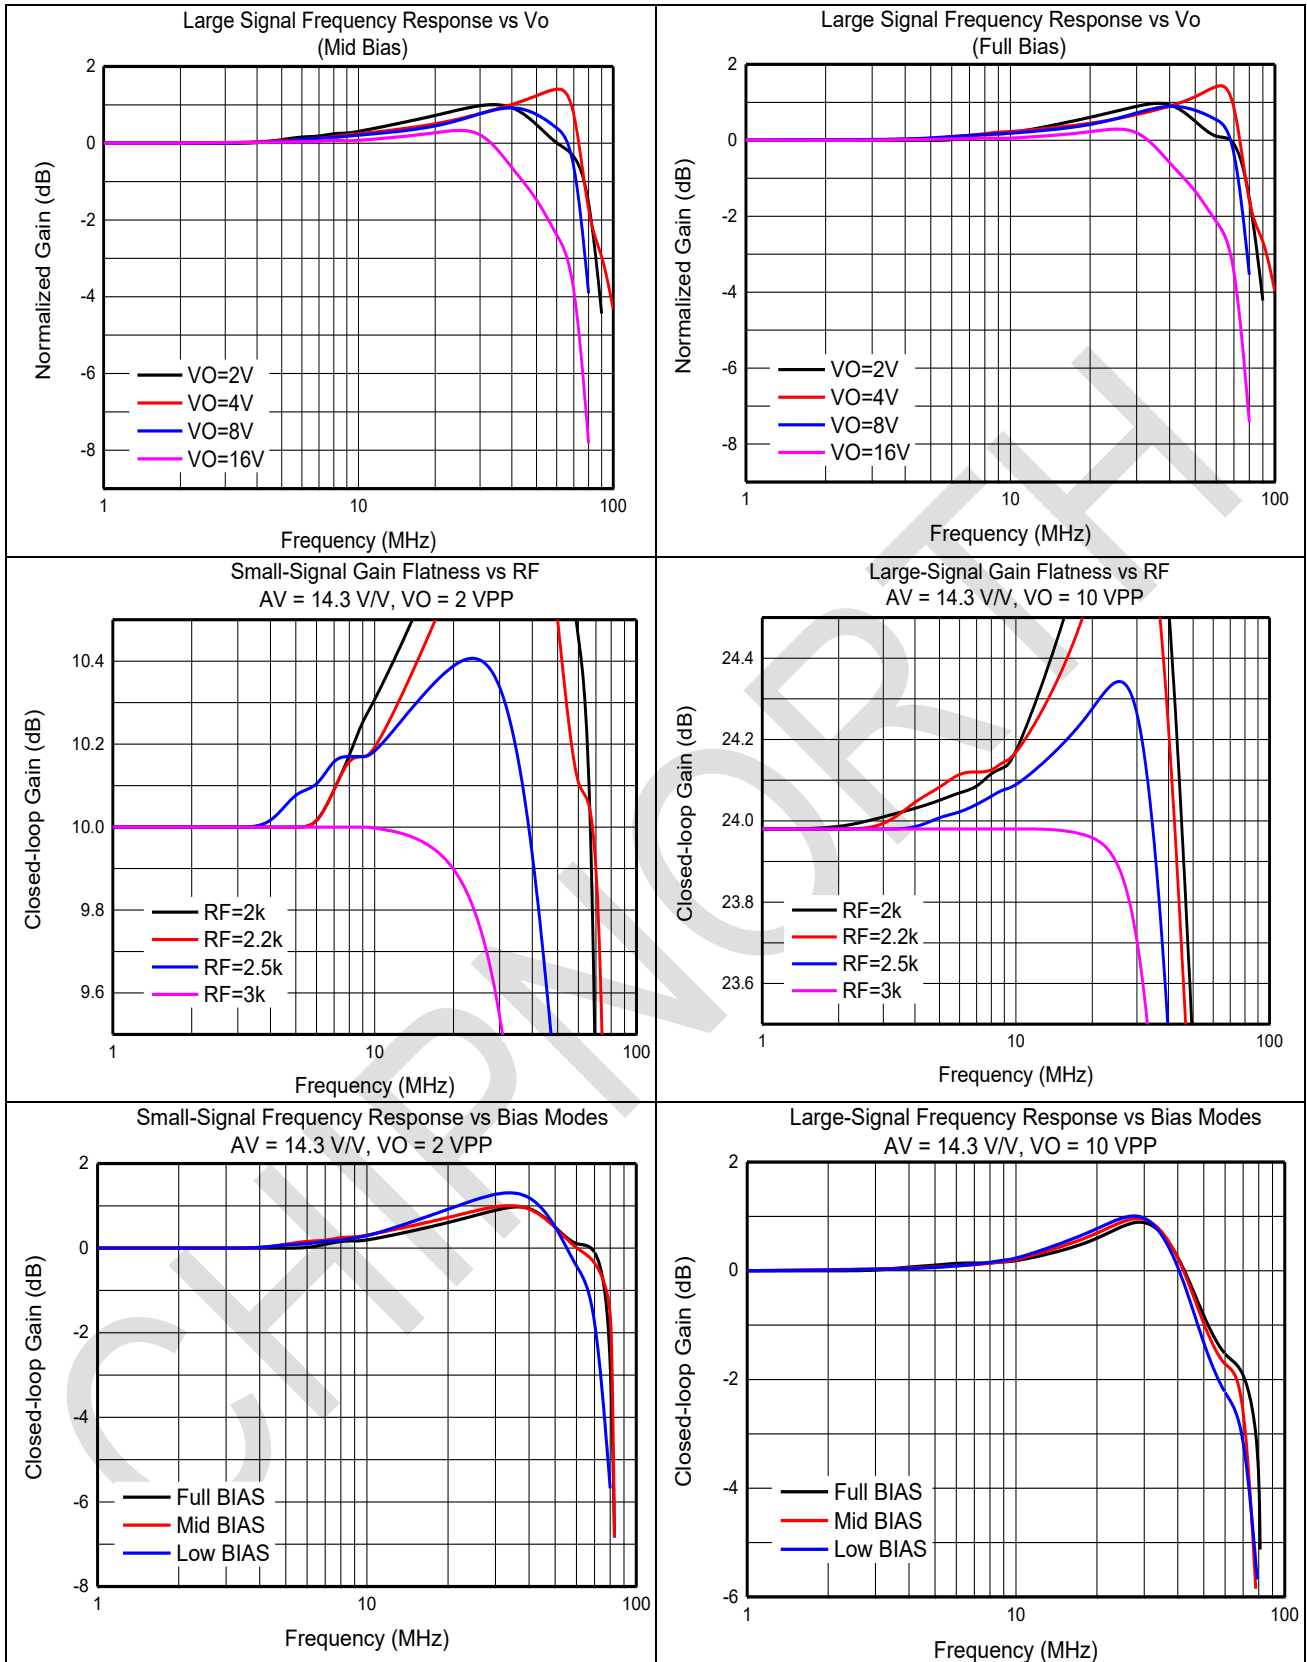 Large Signal Frequency Response vs Vo
(Mid Bias)
2
0
-2
-4
-6
-8
Normalized Gain (dB)
VO=2V
VO=4V
VO=8V
VO=16V
1
10
100
Frequency (MHz)
Large Signal Frequency Response vs Vo
(Full Bias)
2
0
-2
-4
-6
-8
Normalized Gain (dB)
VO=2V
VO=4V
VO=8V
VO=16V
1
10
100
Frequency (MHz)
Small-Signal Gain Flatness vs RF
AV = 14.3 V/V, VO = 2 VPP
10.4
10.2
10.0
9.8
9.6
Closed-loop Gain (dB)
RF=2k
RF=2.2k
RF=2.5k
RF=3k
1
10
100
Frequency (MHz)
Large-Signal Gain Flatness vs RF
AV = 14.3 V/V, VO = 10 VPP
24.4
24.2
24.0
23.8
23.6
Closed-loop Gain (dB)
RF=2k
RF=2.2k
RF=2.5k
RF=3k
1
10
100
Frequency (MHz)
Small-Signal Frequency Response vs Bias Modes
AV = 14.3 V/V, VO = 2 VPP
2
0
-2
-4
-6
-8
Closed-loop Gain (dB)
Full BIAS
Mid BIAS
Low BIAS
1
10
100
Frequency (MHz)
Large-Signal Frequency Response vs Bias Modes
AV = 14.3 V/V, VO = 10 VPP
2
0
-2
-4
-6
Closed-loop Gain (dB)
Full BIAS
Mid BIAS
Low BIAS
1
10
100
Frequency (MHz)
CHIPNORTH